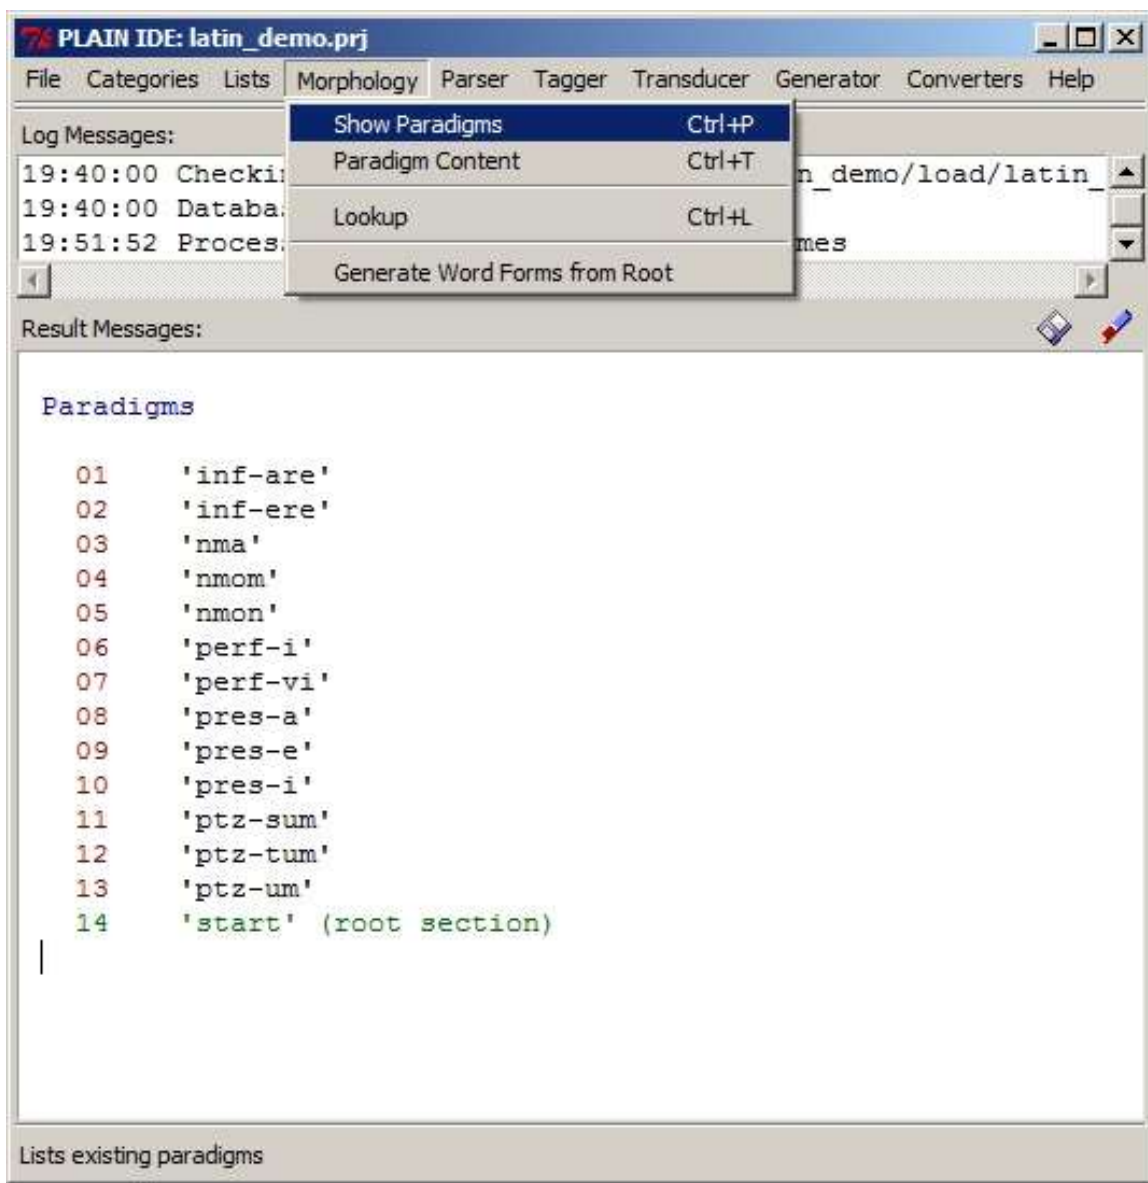 PLAIN IDE: latin_demo.prj
File Categories Lists Morphology Parser Tagger Transducer Generator Converters Help
Show Paradigms Ctrl+P
Paradigm Content Ctrl+T
Lookup Ctrl+L
Generate Word Forms from Root
Log Messages:
19:40:00 n_demo/load/latin_
19:40:00
19:51:52
Result Messages:
Paradigms
01 'inf-are'
02 'inf-ere'
03 'nma'
04 'nmom'
05 'nmon'
06 'perf-i'
07 'perf-vi'
08 'pres-a'
09 'pres-e'
10 'pres-i'
11 'ptz-sum'
12 'ptz-tum'
13 'ptz-um'
14 'start' (root section)
Lists existing paradigms